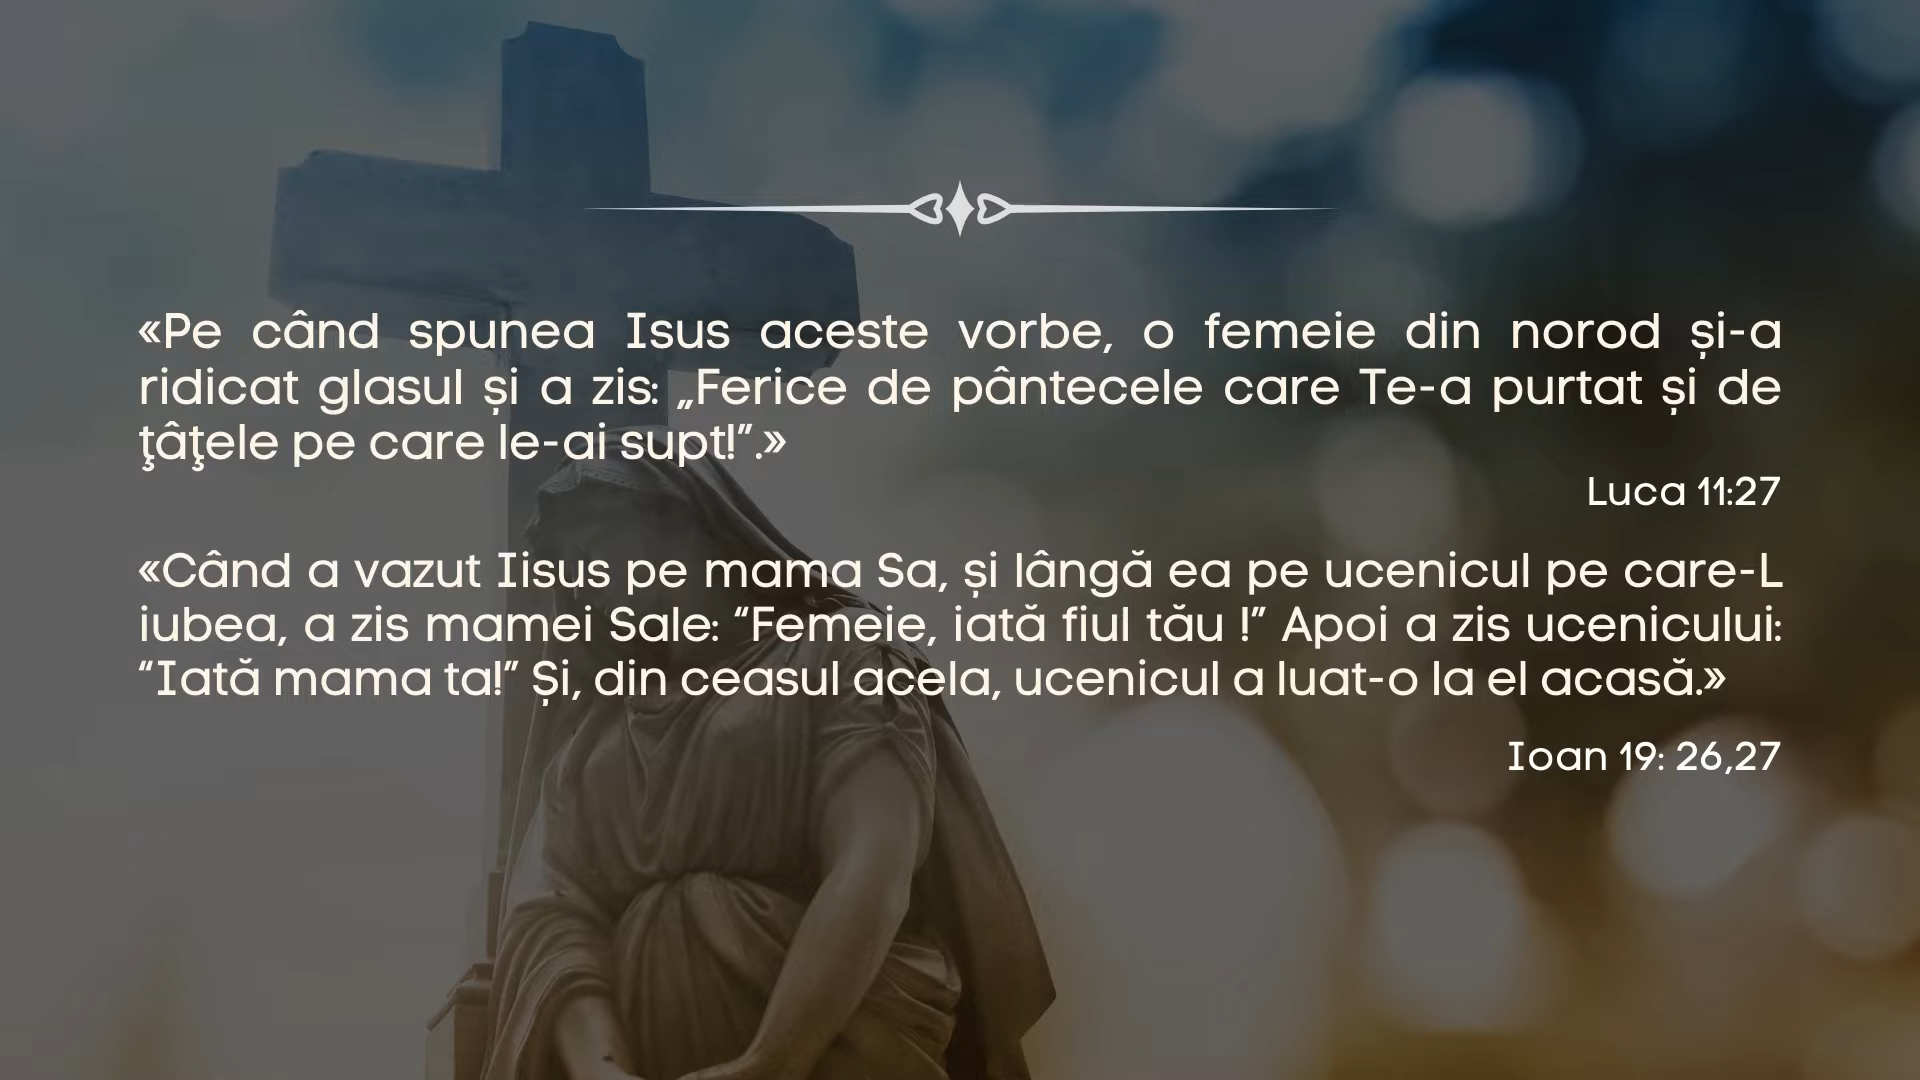 «Pe când spunea Isus aceste vorbe, o femeie din norod și-a
ridicat glasul și a zis: „Ferice de pântecele care Te-a purtat și de
ţâţele pe care le-ai supt!”.»
Luca 11:27
«Când a vazut Iisus pe mama Sa, și lângă ea pe ucenicul pe care-L
iubea, a zis mamei Sale: “Femeie, iată fiul tău !” Apoi a zis ucenicului:
“Iată mama ta!” Și, din ceasul acela, ucenicul a luat-o la el acasă.»
Ioan 19: 26,27